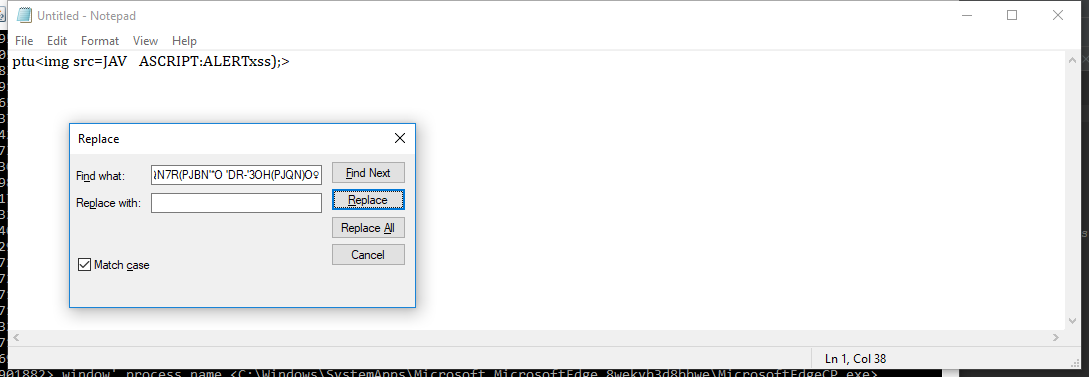 Untitled - Notepad
File Edit Format View Help
ptu<img src=JAV   ASCRIPT:ALERTxss);>
Replace
Find what:
N7R(PJBN'"O 'DR-'3OH(PJQN)O♀
Find Next
Replace with:
Replace
Replace All
Cancel
Match case
Ln 1, Col 38
901882> window' process name <C:\Windows\SystemApps\Microsoft.MicrosoftEdge_8wekyb3d8bbwe\MicrosoftEdgeCP.exe>